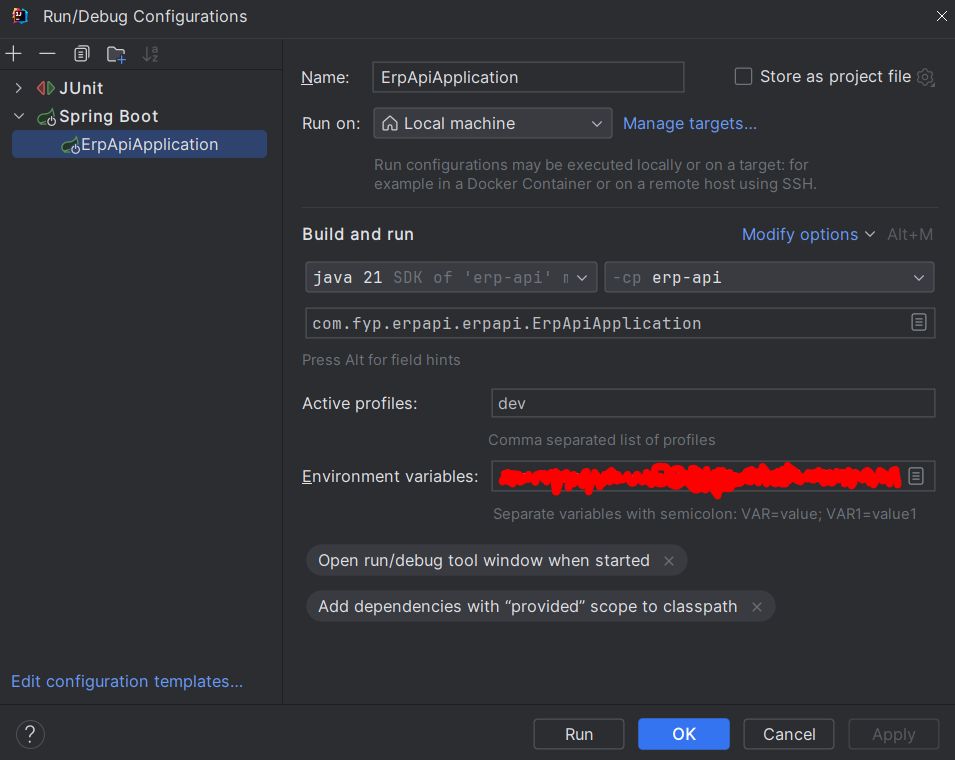 Run/Debug Configurations
JUnit
Spring Boot
ErpApiApplication
Edit configuration templates...
Name: ErpApiApplication Store as project file
Run on: Local machine Manage targets...
Run configurations may be executed locally or on a target: for
example in a Docker Container or on a remote host using SSH.
Build and run Modify options Alt+M
java 21 SDK of 'erp-api' -cp erp-api
com.fyp.erpapi.erpapi.ErpApiApplication
Press Alt for field hints
Active profiles: dev
Comma separated list of profiles
Environment variables:
Separate variables with semicolon: VAR=value; VAR1=value1
Open run/debug tool window when started
Add dependencies with “provided” scope to classpath
? Run OK Cancel Apply